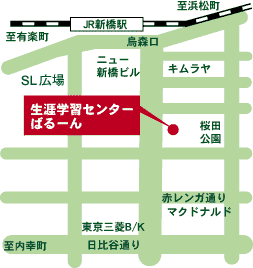 至浜松町
JR新橋駅
至有楽町
烏森口
ニュー
新橋ビル
キムラヤ
SL広場
生涯学習センター
ばるーん
桜田
公園
赤レンガ通り
マクドナルド
東京三菱B/K
至内幸町
日比谷通り